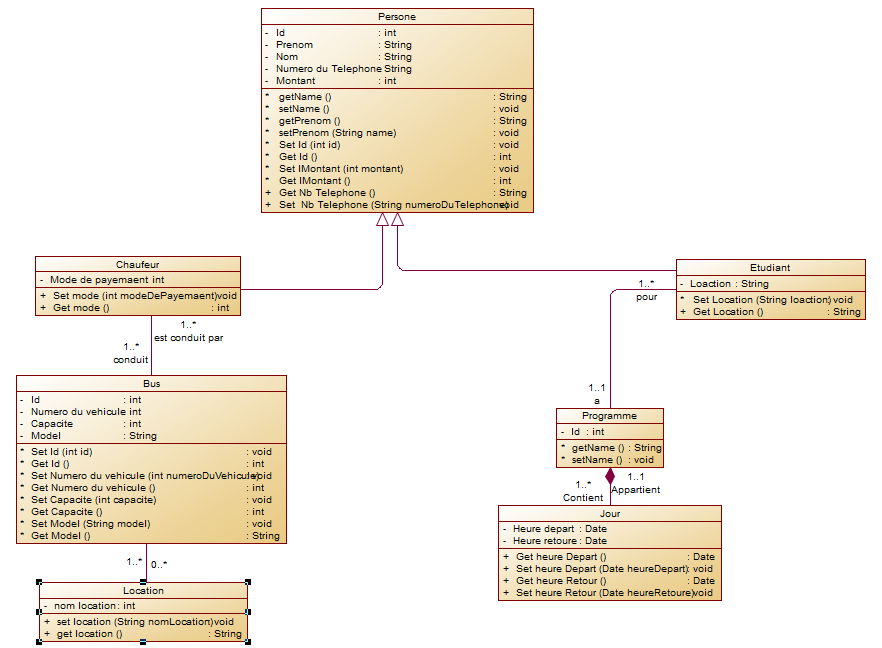 Persone
- Id : int
- Prenom : String
- Nom : String
- Numero du Telephone String
- Montant : int
* getName () : String
* setName () : void
* getPrenom () : String
* setPrenom (String name) : void
* Set Id (int id) : void
* Get Id () : int
* Set lMontant (int montant) : void
* Get lMontant () : int
+ Get Nb Telephone () : String
+ Set Nb Telephone (String numeroDuTelephone) void
Chaufeur
- Mode de payemaent int
+ Set mode (int modeDePayemaent) void
+ Get mode () : int
Etudiant
- Loaction : String
* Set Location (String loaction) void
+ Get Location () : String
1..*
pour
1..*
est conduit par
1..*
conduit
Bus
- Id : int
- Numero du vehicule int
- Capacite : int
- Model : String
* Set Id (int id) : void
* Get Id () : int
* Set Numero du vehicule (int numeroDuVehicule) void
* Get Numero du vehicule () : int
* Set Capacite (int capacite) : void
* Get Capacite () : int
* Set Model (String model) : void
* Get Model () : String
1..1
a
Programme
- Id : int
* getName () : String
* setName () : void
1..1
Appartient
1..*
Contient
Jour
- Heure depart : Date
- Heure retoure : Date
+ Get heure Depart () : Date
+ Set heure Depart (Date heureDepart) : void
+ Get heure Retour () : Date
+ Set heure Retour (Date heureRetoure) void
1..*
0..*
Location
- nom location : int
+ set location (String nomLocation) void
+ get location () : String